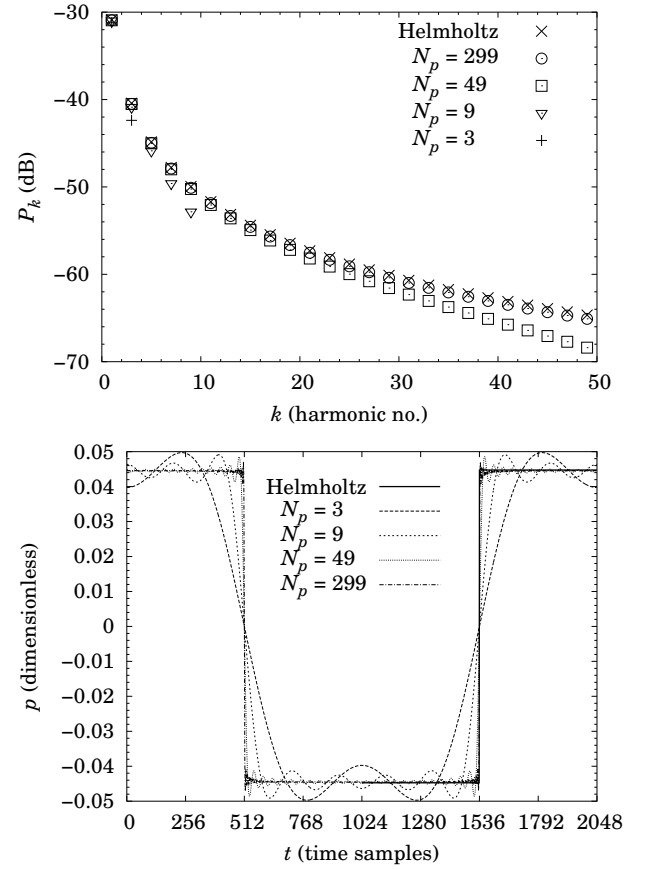 −30
−40
−50
−60
−70
P_k (dB)
Helmholtz
N_p = 299
N_p = 49
N_p = 9
N_p = 3
0 10 20 30 40 50
k (harmonic no.)
0.05
0.04
0.03
0.02
0.01
0
−0.01
−0.02
−0.03
−0.04
−0.05
p (dimensionless)
Helmholtz
N_p = 3
N_p = 9
N_p = 49
N_p = 299
0 256 512 768 1024 1280 1536 1792 2048
t (time samples)